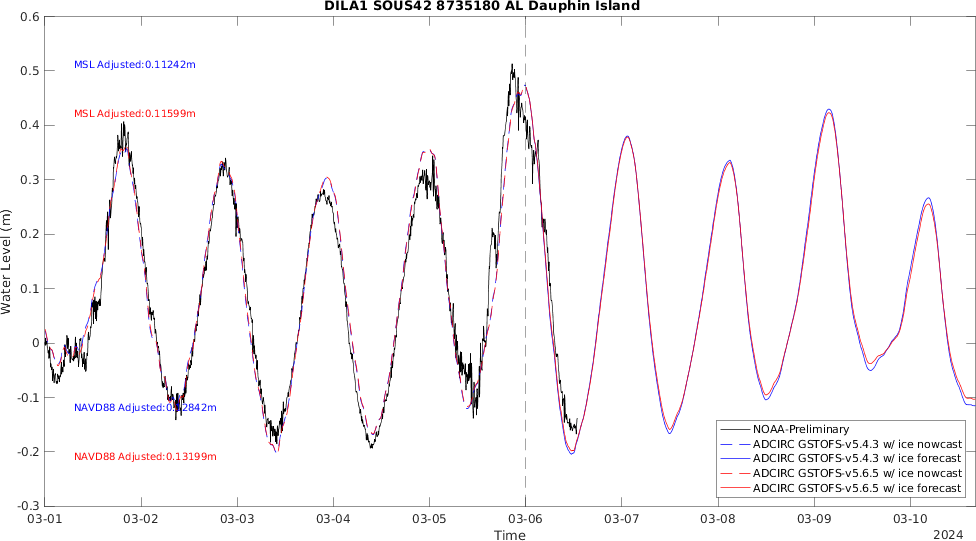 DILA1 SOUS42 8735180 AL Dauphin Island
0.6
0.5
0.4
0.3
0.2
0.1
0
-0.1
-0.2
-0.3
Water Level (m)
MSL Adjusted:0.11242m
MSL Adjusted:0.11599m
NAVD88 Adjusted:0.12842m
NAVD88 Adjusted:0.13199m
NOAA-Preliminary
ADCIRC GSTOFS-v5.4.3 w/ ice nowcast
ADCIRC GSTOFS-v5.4.3 w/ ice forecast
ADCIRC GSTOFS-v5.6.5 w/ ice nowcast
ADCIRC GSTOFS-v5.6.5 w/ ice forecast
03-01 03-02 03-03 03-04 03-05 03-06 03-07 03-08 03-09 03-10
Time
2024